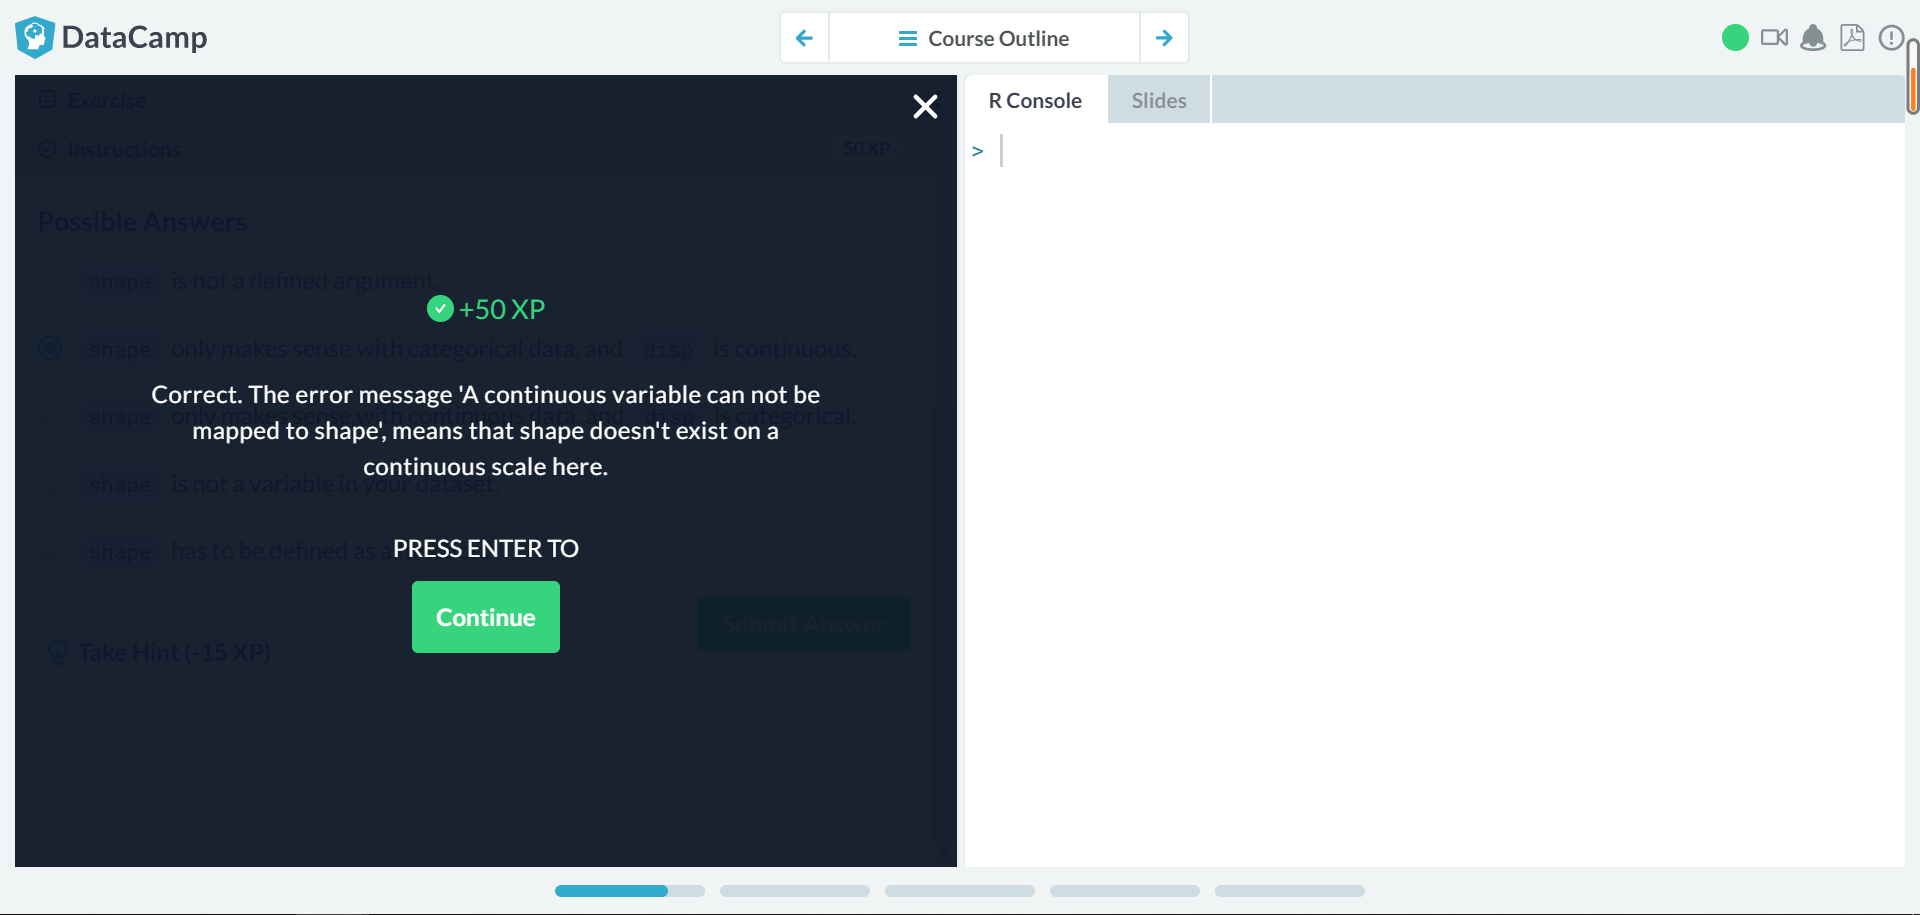 DataCamp
Course Outline
Exercise
Instructions
50 XP
Possible Answers
shape is not a defined argument.
shape only makes sense with categorical data, and disp is continuous.
shape only makes sense with continuous data, and disp is categorical.
shape is not a variable in your dataset.
shape has to be defined as a
Take Hint (-15 XP)
Submit Answer
+50 XP
Correct. The error message 'A continuous variable can not be
mapped to shape', means that shape doesn't exist on a
continuous scale here.
PRESS ENTER TO
Continue
R Console
Slides
>